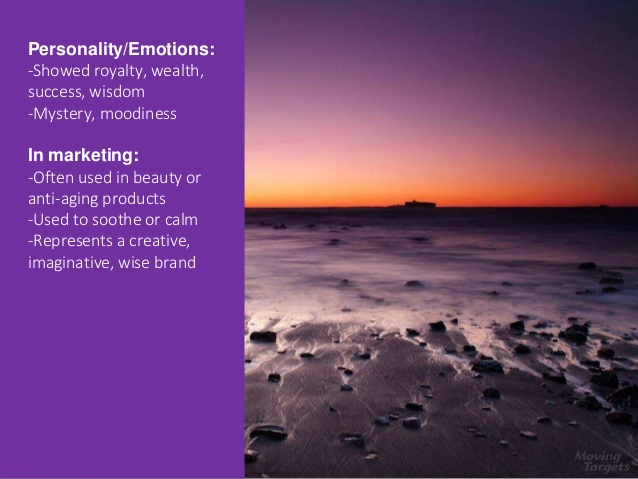 Personality/Emotions:
-Showed royalty, wealth,
success, wisdom
-Mystery, moodiness
In marketing:
-Often used in beauty or
anti-aging products
-Used to soothe or calm
-Represents a creative,
imaginative, wise brand
Moving
Targets